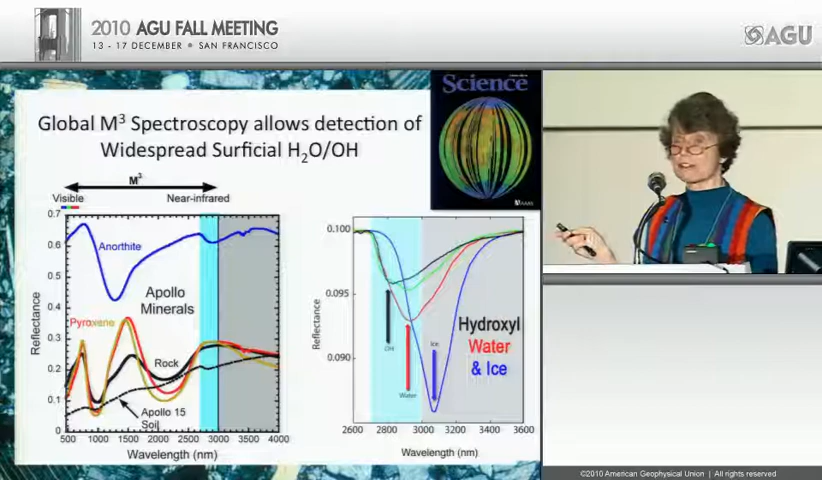 2010 AGU FALL MEETING
13 - 17 DECEMBER • SAN FRANCISCO
AGU
Science
Global M³ Spectroscopy allows detection of
Widespread Surficial H₂O/OH
M³
Visible
Near-infrared
0.7
0.6
0.5
0.4
0.3
0.2
0.1
0
Reflectance
Anorthite
Apollo
Minerals
Pyroxene
Rock
Apollo 15
Soil
500 1000 1500 2000 2500 3000 3500 4000
Wavelength (nm)
0.100
0.095
0.090
Reflectance
OH
Water
Ice
Hydroxyl
Water
& Ice
2600 2800 3000 3200 3400 3600
Wavelength (nm)
©2010 American Geophysical Union | All rights reserved